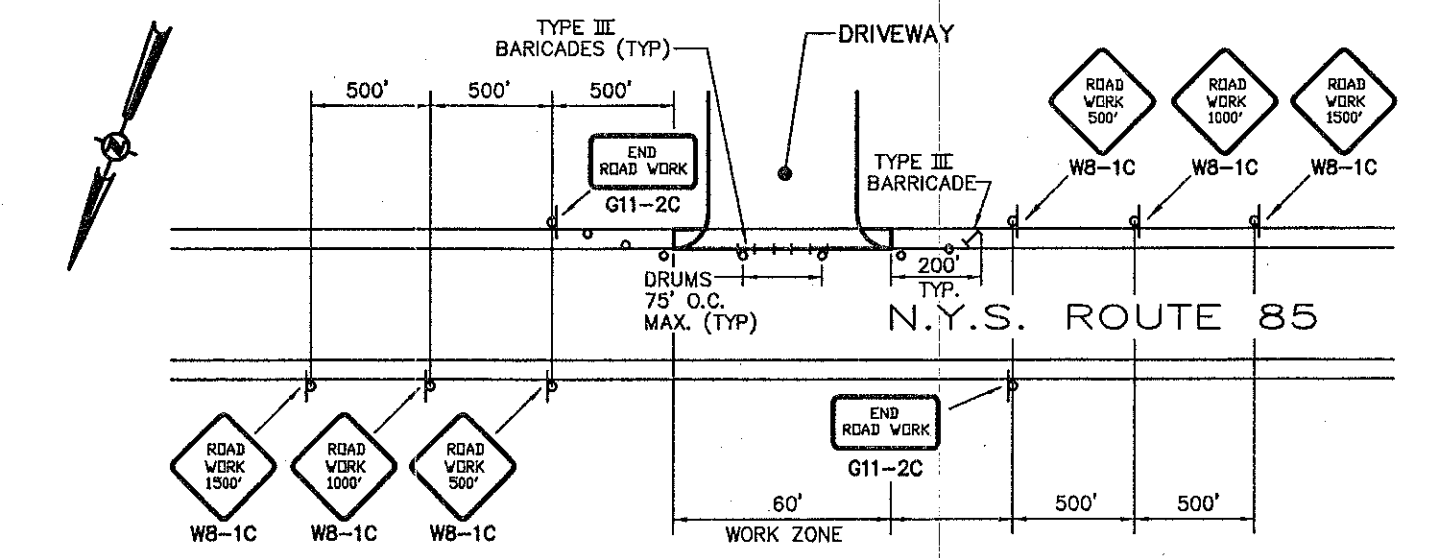 TYPE III
BARICADES (TYP)
DRIVEWAY
500'
500'
500'
ROAD
WORK
500'
ROAD
WORK
1000'
ROAD
WORK
1500'
W8-1C
W8-1C
W8-1C
END
ROAD WORK
G11-2C
TYPE III
BARRICADE
N
DRUMS
75' O.C.
MAX. (TYP)
200'
TYP.
N.Y.S. ROUTE 85
ROAD
WORK
1500'
ROAD
WORK
1000'
ROAD
WORK
500'
W8-1C
W8-1C
W8-1C
END
ROAD WORK
G11-2C
60'
WORK ZONE
500'
500'